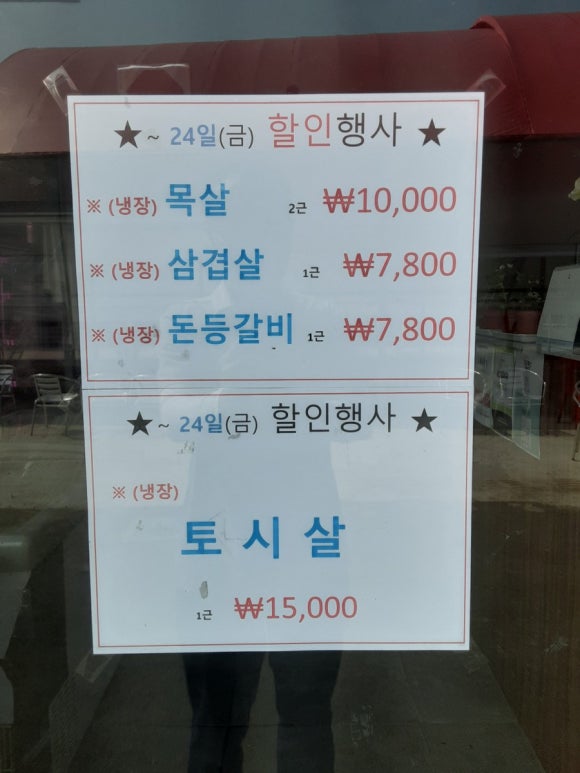 ★~ 24일(금) 할인행사 ★
※ (냉장) 목살 2근 ₩10,000
※ (냉장) 삼겹살 1근 ₩7,800
※ (냉장) 돈등갈비 1근 ₩7,800
★~ 24일(금) 할인행사 ★
※ (냉장)
토시살
1근 ₩15,000